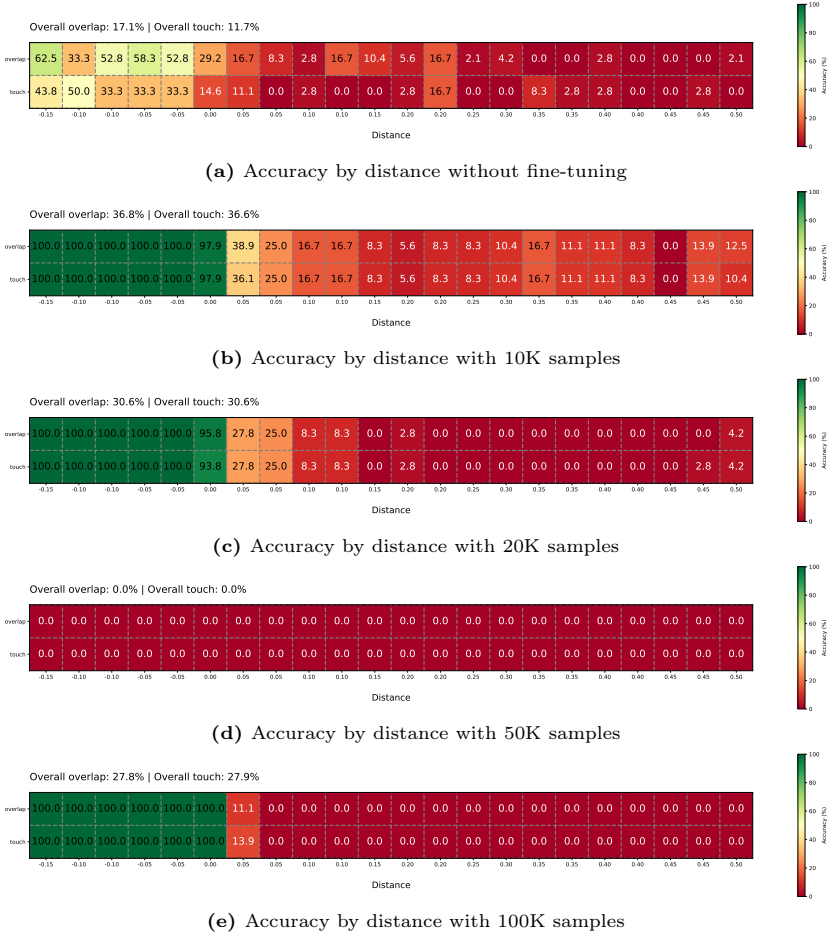 Overall overlap: 17.1% | Overall touch: 11.7%
overlap 62.5 33.3 52.8 58.3 52.8 29.2 16.7 8.3 2.8 16.7 10.4 5.6 16.7 2.1 4.2 0.0 0.0 2.8 0.0 0.0 0.0 2.1
touch 43.8 50.0 33.3 33.3 33.3 14.6 11.1 0.0 2.8 0.0 0.0 2.8 16.7 0.0 0.0 8.3 2.8 2.8 0.0 0.0 2.8 0.0
-0.15 -0.10 -0.10 -0.05 -0.05 0.00 0.05 0.05 0.10 0.10 0.15 0.20 0.20 0.25 0.30 0.35 0.35 0.40 0.40 0.45 0.45 0.50
Distance
100
80
60
40
20
0
Accuracy (%)
(a) Accuracy by distance without fine-tuning
Overall overlap: 36.8% | Overall touch: 36.6%
overlap 100.0 100.0 100.0 100.0 100.0 97.9 38.9 25.0 16.7 16.7 8.3 5.6 8.3 8.3 10.4 16.7 11.1 11.1 8.3 0.0 13.9 12.5
touch 100.0 100.0 100.0 100.0 100.0 97.9 36.1 25.0 16.7 16.7 8.3 5.6 8.3 8.3 10.4 16.7 11.1 11.1 8.3 0.0 13.9 10.4
-0.15 -0.10 -0.10 -0.05 -0.05 0.00 0.05 0.05 0.10 0.10 0.15 0.20 0.20 0.25 0.30 0.35 0.35 0.40 0.40 0.45 0.45 0.50
Distance
100
80
60
40
20
0
Accuracy (%)
(b) Accuracy by distance with 10K samples
Overall overlap: 30.6% | Overall touch: 30.6%
overlap 100.0 100.0 100.0 100.0 100.0 95.8 27.8 25.0 8.3 8.3 0.0 2.8 0.0 0.0 0.0 0.0 0.0 0.0 0.0 0.0 0.0 4.2
touch 100.0 100.0 100.0 100.0 100.0 93.8 27.8 25.0 8.3 8.3 0.0 2.8 0.0 0.0 0.0 0.0 0.0 0.0 0.0 0.0 2.8 4.2
-0.15 -0.10 -0.10 -0.05 -0.05 0.00 0.05 0.05 0.10 0.10 0.15 0.20 0.20 0.25 0.30 0.35 0.35 0.40 0.40 0.45 0.45 0.50
Distance
100
80
60
40
20
0
Accuracy (%)
(c) Accuracy by distance with 20K samples
Overall overlap: 0.0% | Overall touch: 0.0%
overlap 0.0 0.0 0.0 0.0 0.0 0.0 0.0 0.0 0.0 0.0 0.0 0.0 0.0 0.0 0.0 0.0 0.0 0.0 0.0 0.0 0.0 0.0
touch 0.0 0.0 0.0 0.0 0.0 0.0 0.0 0.0 0.0 0.0 0.0 0.0 0.0 0.0 0.0 0.0 0.0 0.0 0.0 0.0 0.0 0.0
-0.15 -0.10 -0.10 -0.05 -0.05 0.00 0.05 0.05 0.10 0.10 0.15 0.20 0.20 0.25 0.30 0.35 0.35 0.40 0.40 0.45 0.45 0.50
Distance
100
80
60
40
20
0
Accuracy (%)
(d) Accuracy by distance with 50K samples
Overall overlap: 27.8% | Overall touch: 27.9%
overlap 100.0 100.0 100.0 100.0 100.0 100.0 11.1 0.0 0.0 0.0 0.0 0.0 0.0 0.0 0.0 0.0 0.0 0.0 0.0 0.0 0.0 0.0
touch 100.0 100.0 100.0 100.0 100.0 100.0 13.9 0.0 0.0 0.0 0.0 0.0 0.0 0.0 0.0 0.0 0.0 0.0 0.0 0.0 0.0 0.0
-0.15 -0.10 -0.10 -0.05 -0.05 0.00 0.05 0.05 0.10 0.10 0.15 0.20 0.20 0.25 0.30 0.35 0.35 0.40 0.40 0.45 0.45 0.50
Distance
100
80
60
40
20
0
Accuracy (%)
(e) Accuracy by distance with 100K samples